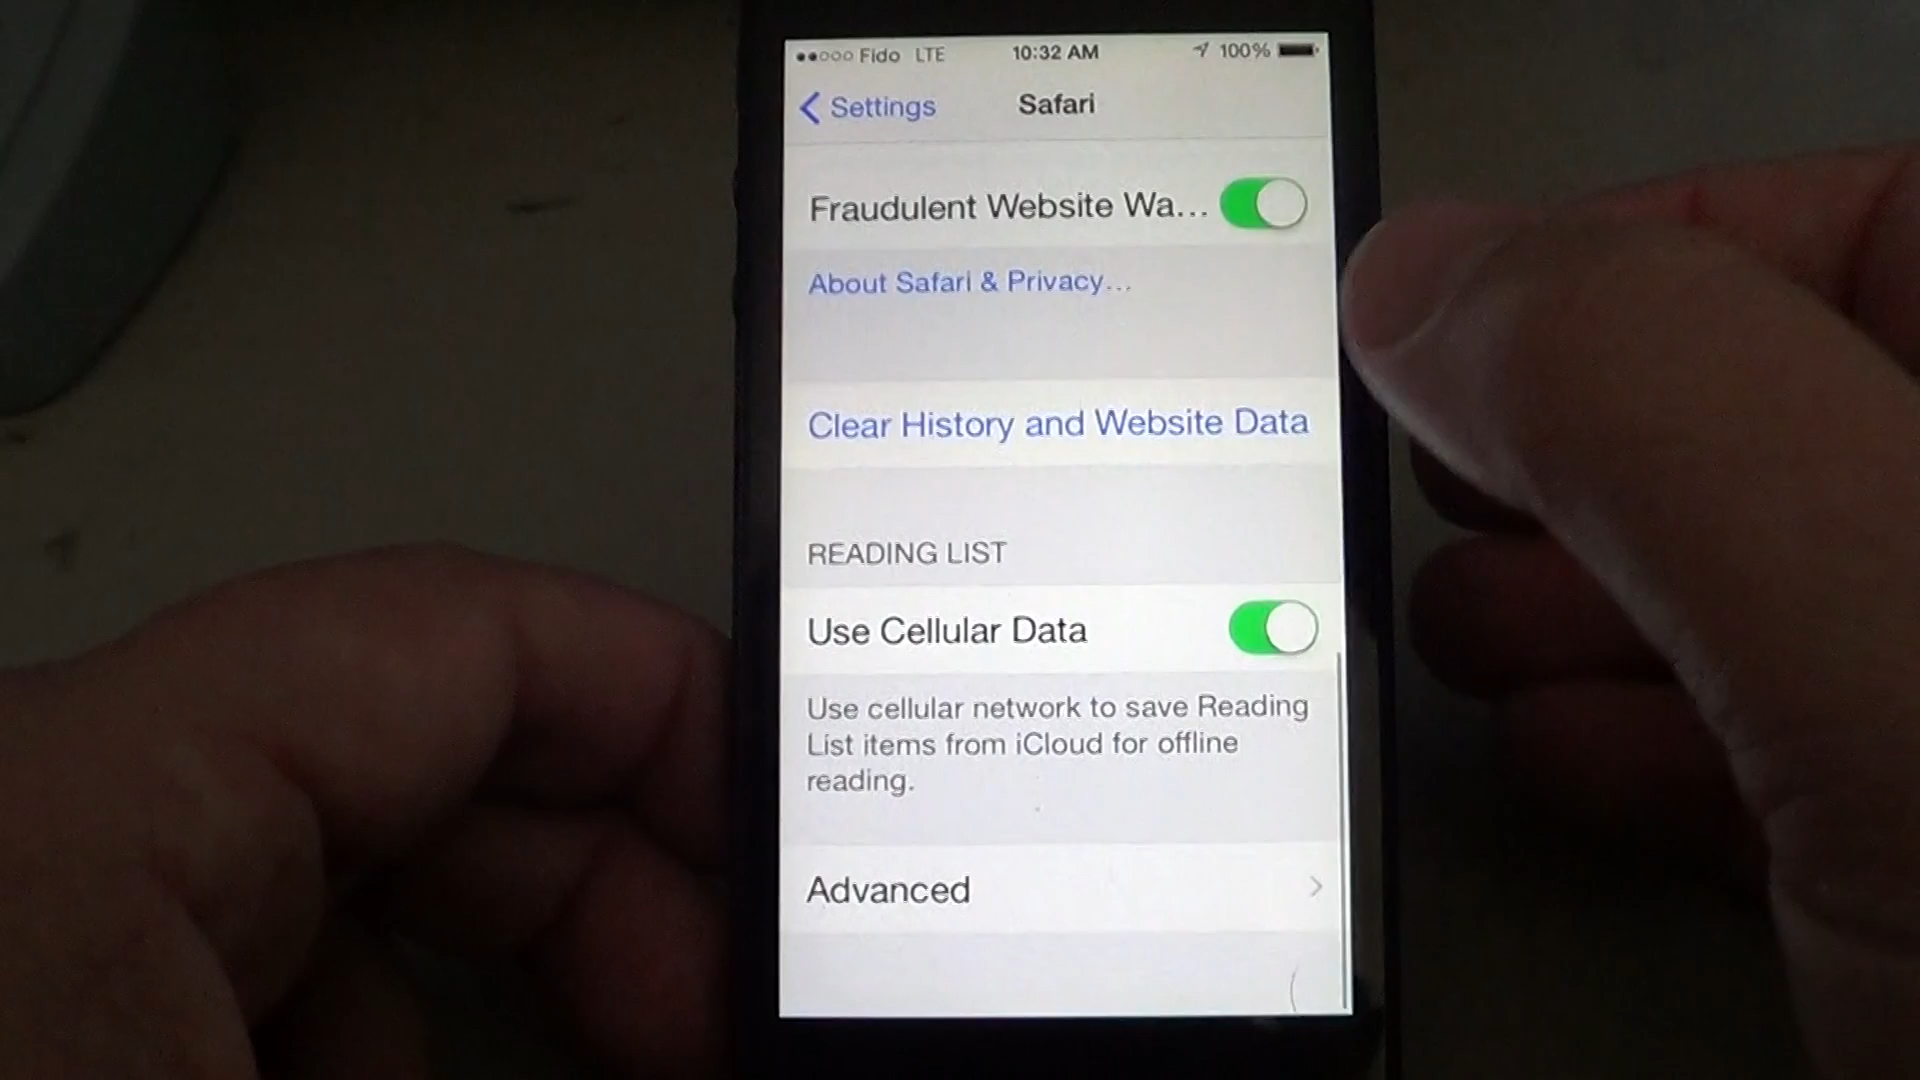 Fido LTE 10:32 AM 100%
Settings Safari
Fraudulent Website Wa...
About Safari & Privacy...
Clear History and Website Data
READING LIST
Use Cellular Data
Use cellular network to save Reading
List items from iCloud for offline
reading.
Advanced